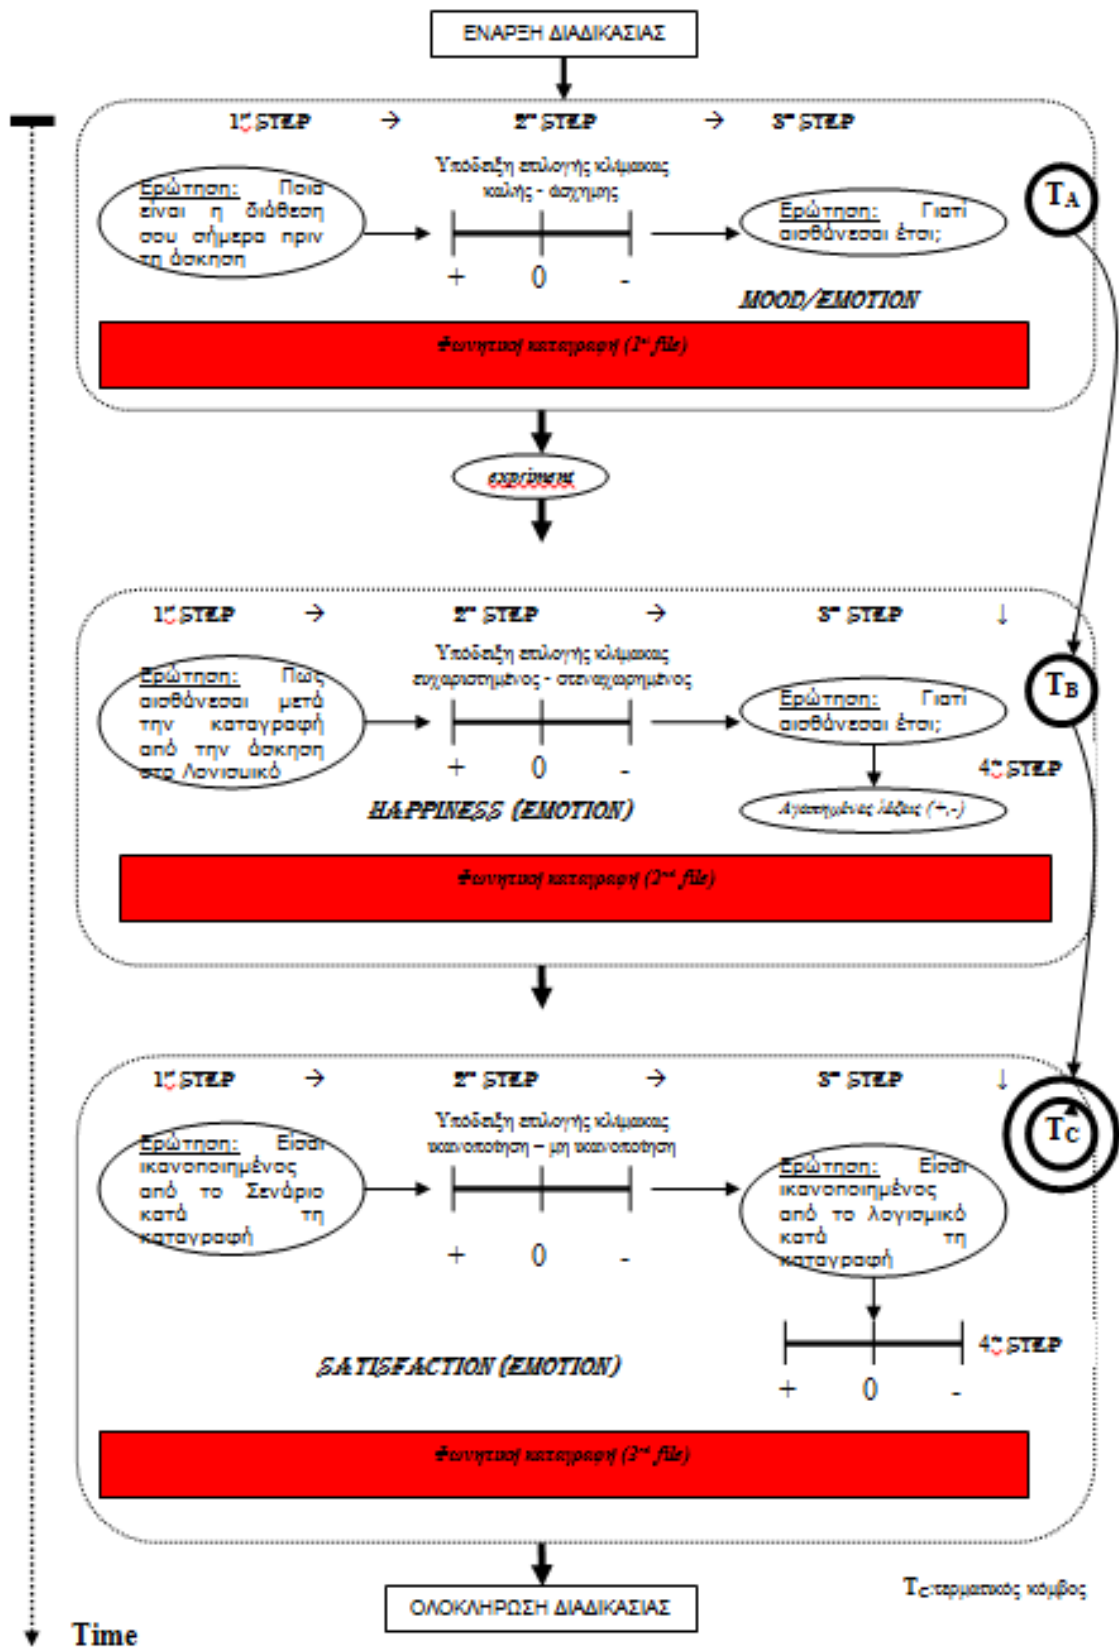 ΕΝΑΡΞΗ ΔΙΑΔΙΚΑΣΙΑΣ
1st STEP → 2nd STEP → 3rd STEP
Υπόδειξη επιλογής κλίμακας
καλής - άσχημης
Ερώτηση: Ποια
είναι η διάθεση
σου σήμερα πριν
τη άσκηση
+ 0 -
Ερώτηση: Γιατί
αισθάνεσαι έτσι;
TA
MOOD/EMOTION
Φωνητική καταγραφή (1st file)
expriment
1st STEP → 2nd STEP → 3rd STEP ↓
Υπόδειξη επιλογής κλίμακας
ευχαριστημένος - στεναχωρημένος
Ερώτηση: Πως
αισθάνεσαι μετά
την καταγραφή
από την άσκηση
στο Λογισμικό
+ 0 -
Ερώτηση: Γιατί
αισθάνεσαι έτσι;
TB
4th STEP
Αγαπημένες λέξεις (+,-)
HAPPINESS (EMOTION)
Φωνητική καταγραφή (2nd file)
1st STEP → 2nd STEP → 3rd STEP ↓
Υπόδειξη επιλογής κλίμακας
ικανοποίηση – μη ικανοποίηση
Ερώτηση: Είσαι
ικανοποιημένος
από το Σενάριο
κατά τη
καταγραφή
+ 0 -
Ερώτηση: Είσαι
ικανοποιημένος
από το λογισμικό
κατά τη
καταγραφή
TC
4th STEP
+ 0 -
SATISFACTION (EMOTION)
Φωνητική καταγραφή (3rd file)
ΟΛΟΚΛΗΡΩΣΗ ΔΙΑΔΙΚΑΣΙΑΣ
TC:τερματικός κόμβος
Time